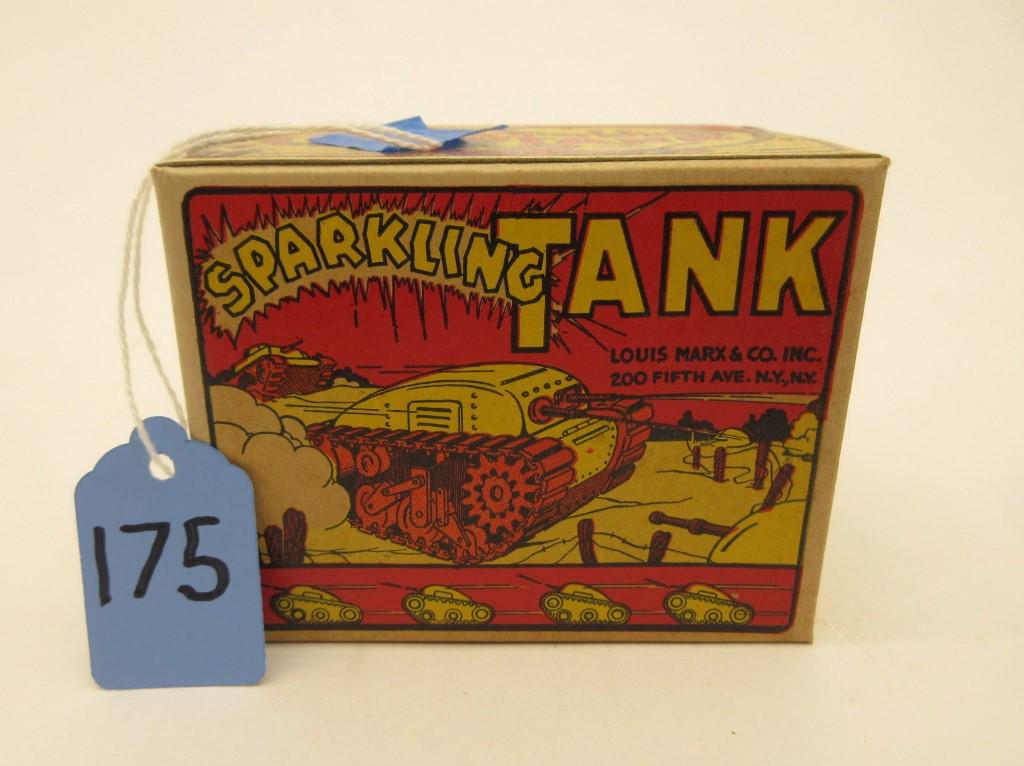 SPARKLING TANK
LOUIS MARX & CO. INC.
200 FIFTH AVE. N.Y., N.Y.
175